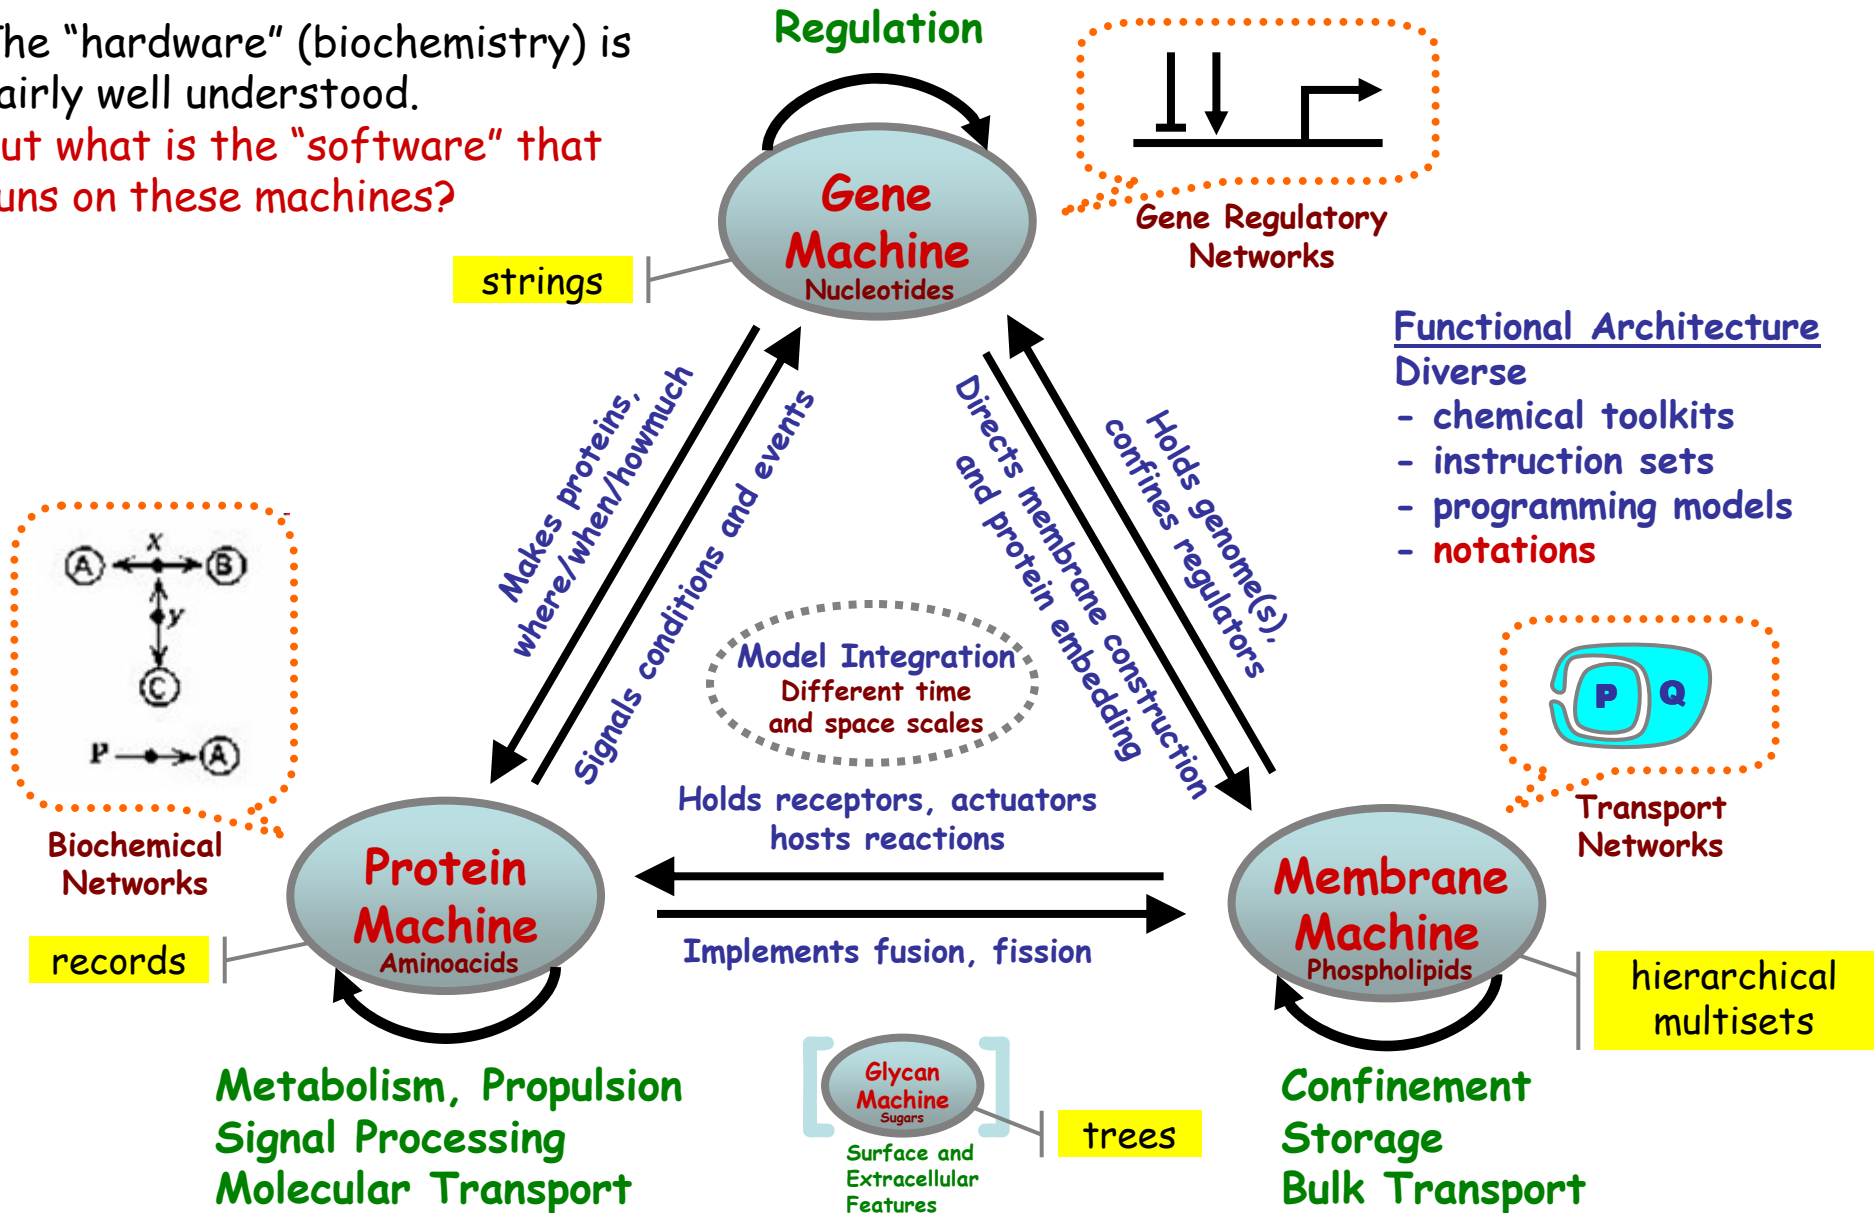 The “hardware” (biochemistry) is
fairly well understood.
But what is the “software” that
runs on these machines?
Regulation
Gene
Machine
Nucleotides
strings
Gene Regulatory
Networks
Functional Architecture
Diverse
- chemical toolkits
- instruction sets
- programming models
- notations
Makes proteins,
where/when/howmuch
Signals conditions and events
Directs membrane construction
and protein embedding
Holds genome(s),
confines regulators
Model Integration
Different time
and space scales
A
x
B
y
C
P
A
Biochemical
Networks
P Q
Transport
Networks
Holds receptors, actuators
hosts reactions
Implements fusion, fission
Protein
Machine
Aminoacids
records
Membrane
Machine
Phospholipids
hierarchical
multisets
Metabolism, Propulsion
Signal Processing
Molecular Transport
Glycan
Machine
Sugars
trees
Surface and
Extracellular
Features
Confinement
Storage
Bulk Transport